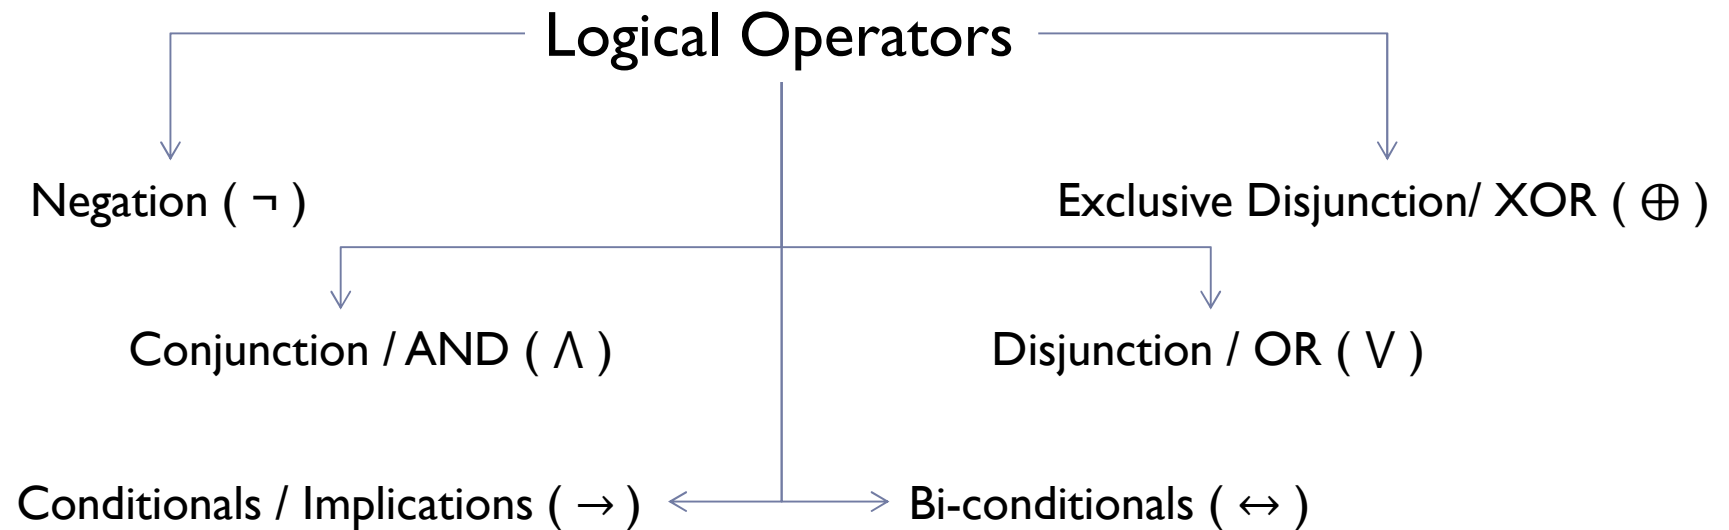 Logical Operators
Negation ( ¬ )
Exclusive Disjunction/ XOR ( ⊕ )
Conjunction / AND ( ⋀ )
Disjunction / OR ( ⋁ )
Conditionals / Implications ( → )
Bi-conditionals ( ↔ )